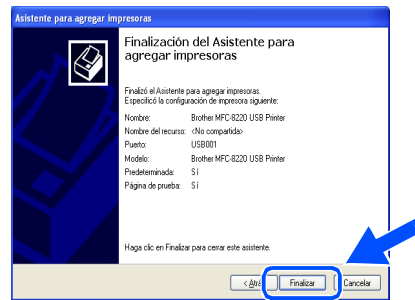 Asistente para agregar impresoras
Finalización del Asistente para
agregar impresoras
Finalizó el Asistente para agregar impresoras.
Especificó la configuración de impresora siguiente:
Nombre: Brother MFC-8220 USB Printer
Nombre del recurso: <No compartida>
Puerto: USB001
Modelo: Brother MFC-8220 USB Printer
Predeterminada: Sí
Página de prueba: Sí
Haga clic en Finalizar para cerrar este asistente.
< Atrás Finalizar Cancelar